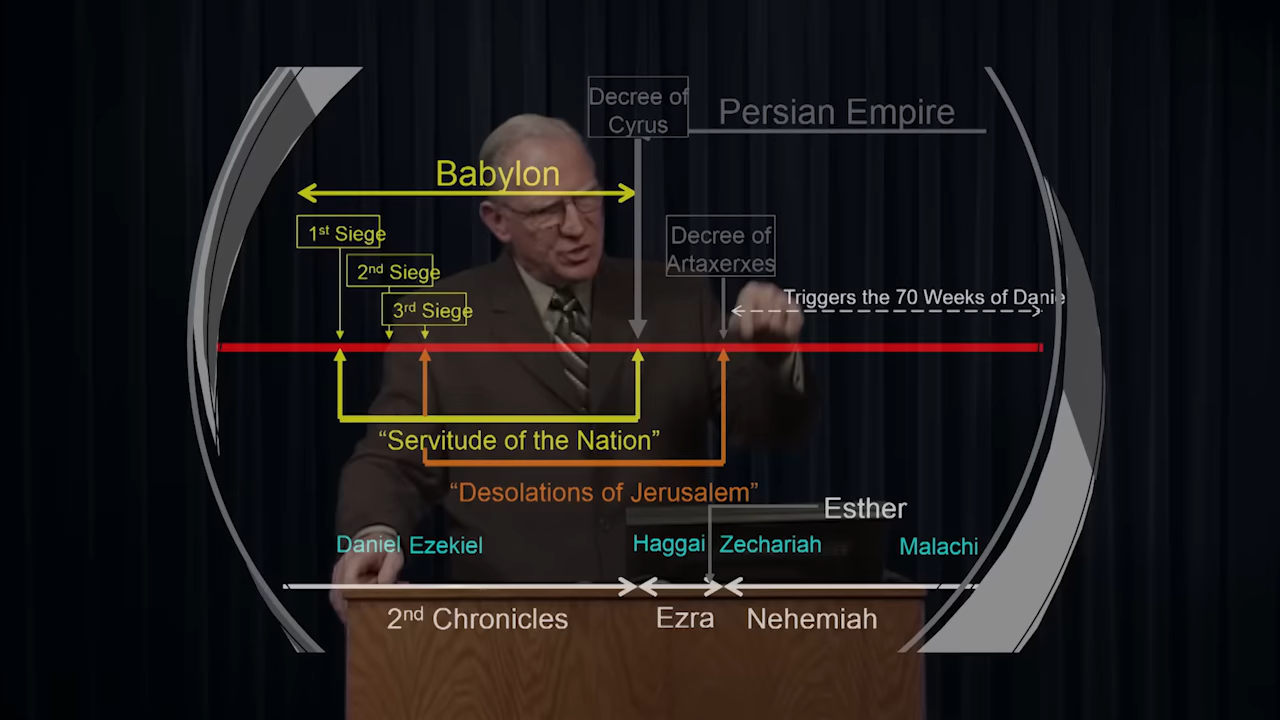 Decree of
Cyrus
Persian Empire
Babylon
1st Siege
2nd Siege
3rd Siege
Decree of
Artaxerxes
Triggers the 70 Weeks of Danie
“Servitude of the Nation”
“Desolations of Jerusalem”
Esther
Daniel Ezekiel Haggai Zechariah Malachi
2nd Chronicles Ezra Nehemiah